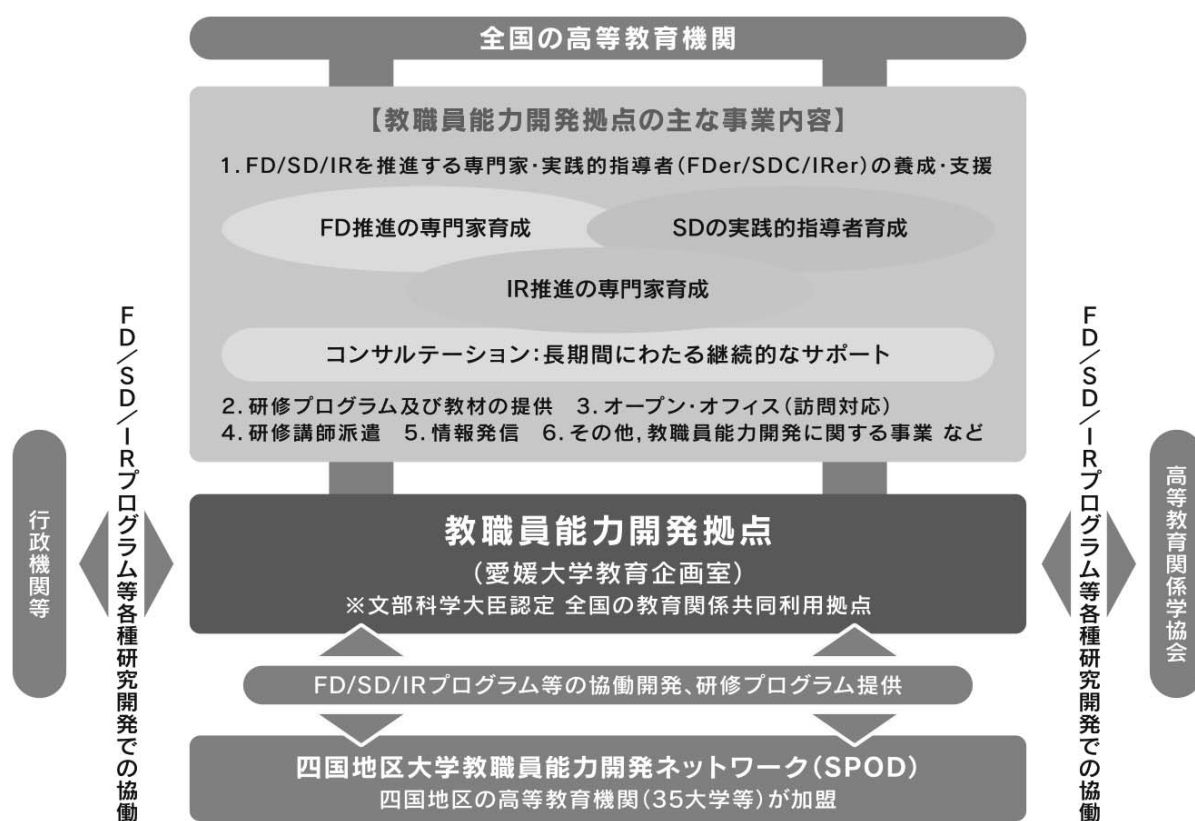 全国の高等教育機関
【教職員能力開発拠点の主な事業内容】
1. FD/SD/IRを推進する専門家・実践的指導者(FDer/SDC/IRer)の養成・支援
FD推進の専門家育成
SDの実践的指導者育成
IR推進の専門家育成
コンサルテーション：長期間にわたる継続的なサポート
2. 研修プログラム及び教材の提供　3. オープン・オフィス(訪問対応)
4. 研修講師派遣　5. 情報発信　6. その他, 教職員能力開発に関する事業 など
行政機関等
FD/SD/IRプログラム等各種研究開発での協働
教職員能力開発拠点
(愛媛大学教育企画室)
※文部科学大臣認定 全国の教育関係共同利用拠点
FD/SD/IRプログラム等各種研究開発での協働
高等教育関係学協会
FD/SD/IRプログラム等の協働開発、研修プログラム提供
四国地区大学教職員能力開発ネットワーク(SPOD)
四国地区の高等教育機関(35大学等)が加盟